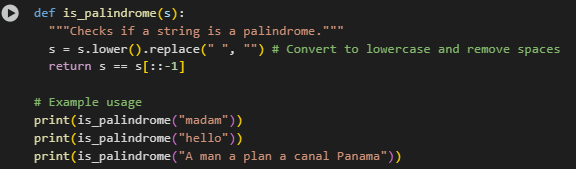 def is_palindrome(s):
  """Checks if a string is a palindrome."""
  s = s.lower().replace(" ", "") # Convert to lowercase and remove spaces
  return s == s[::-1]

# Example usage
print(is_palindrome("madam"))
print(is_palindrome("hello"))
print(is_palindrome("A man a plan a canal Panama"))